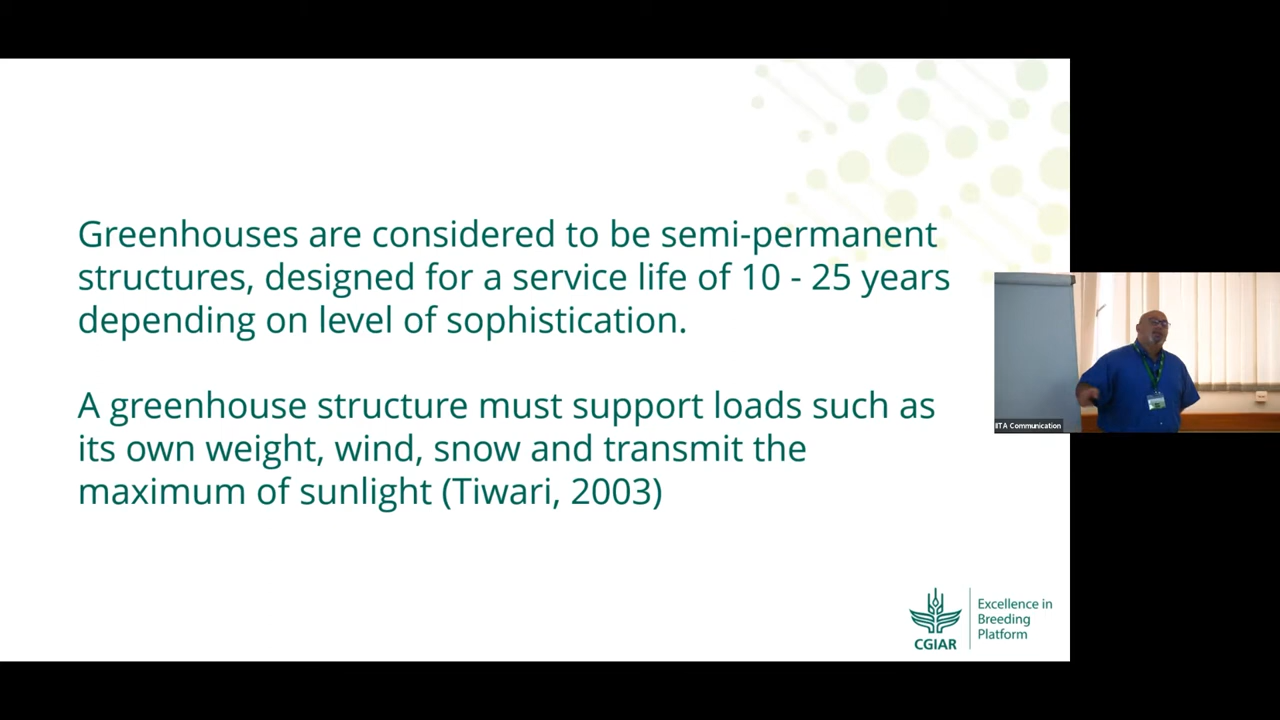 Greenhouses are considered to be semi-permanent
structures, designed for a service life of 10 - 25 years
depending on level of sophistication.
A greenhouse structure must support loads such as
its own weight, wind, snow and transmit the
maximum of sunlight (Tiwari, 2003)
IITA Communication
CGIAR
Excellence in
Breeding
Platform